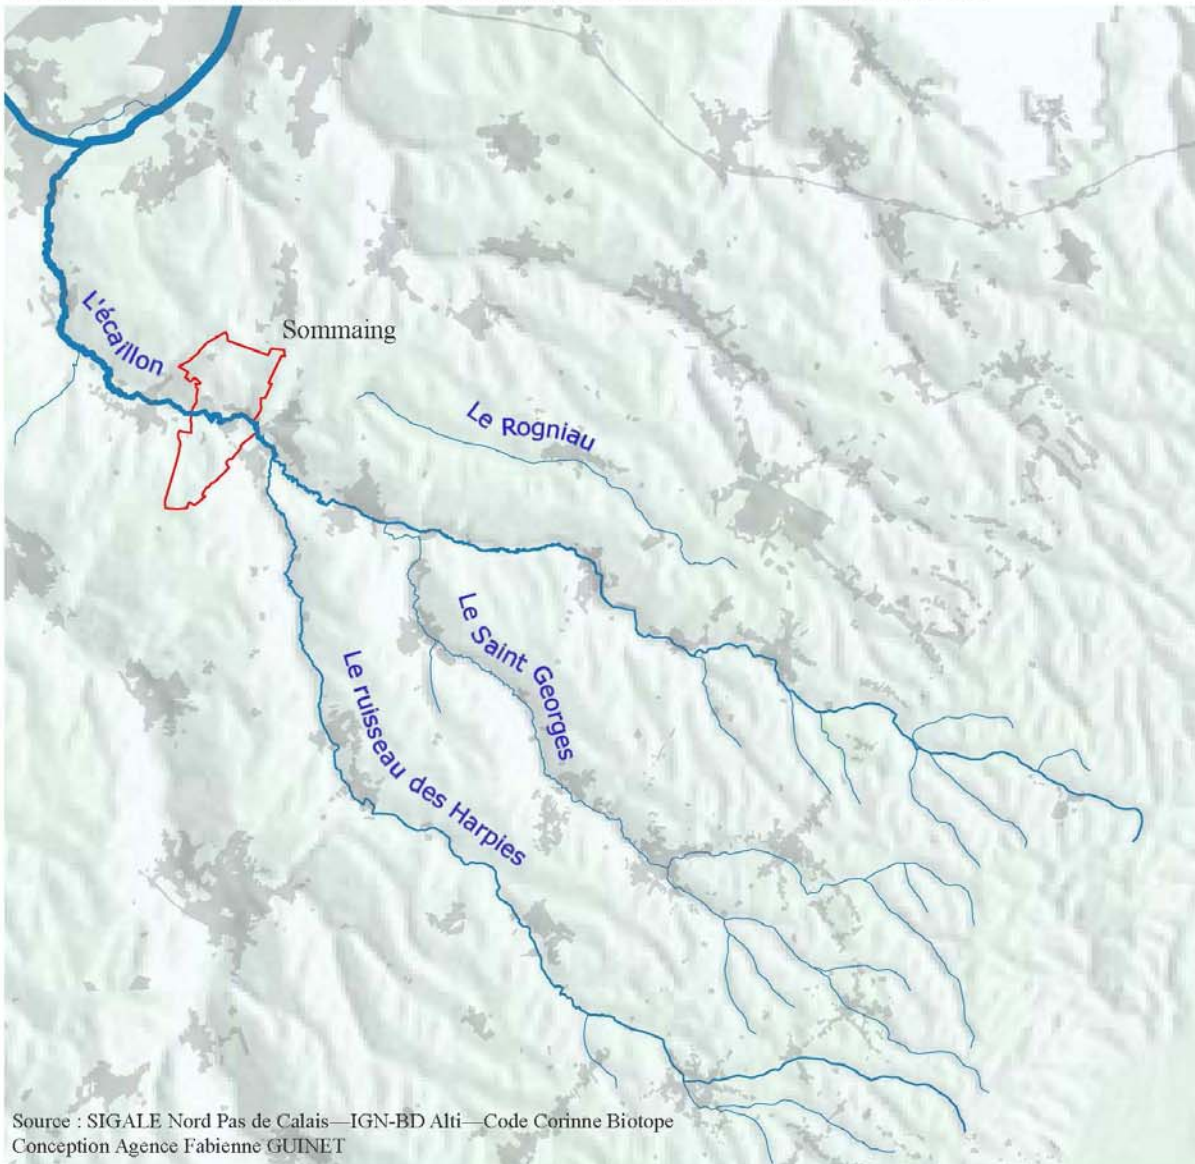 L'écaillon
Sommaing
Le Rogniau
Le Saint Georges
Le ruisseau des Harpies
Source : SIGALE Nord Pas de Calais—IGN-BD Alti—Code Corinne Biotope
Conception Agence Fabienne GUINET